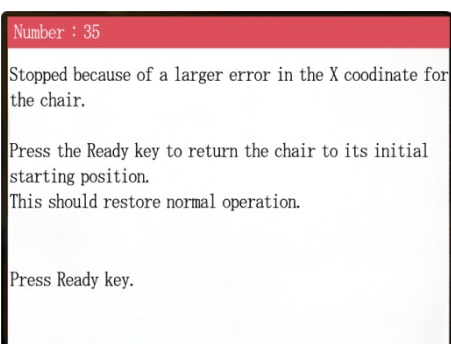 Number : 35
Stopped because of a larger error in the X coodinate for
the chair.
Press the Ready key to return the chair to its initial
starting position.
This should restore normal operation.
Press Ready key.